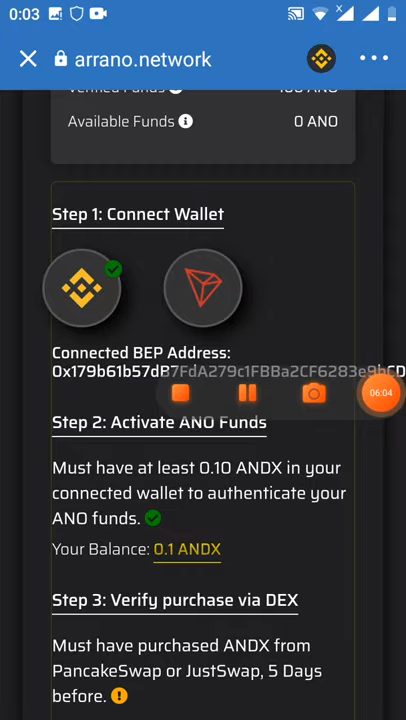 0:03
arrano.network
Available Funds
0 ANO
Step 1: Connect Wallet
Connected BEP Address:
Step 2: Activate ANO Funds
Must have at least 0.10 ANDX in your
connected wallet to authenticate your
ANO funds.
Your Balance: 0.1 ANDX
06:04
Step 3: Verify purchase via DEX
Must have purchased ANDX from
PancakeSwap or JustSwap, 5 Days
before.